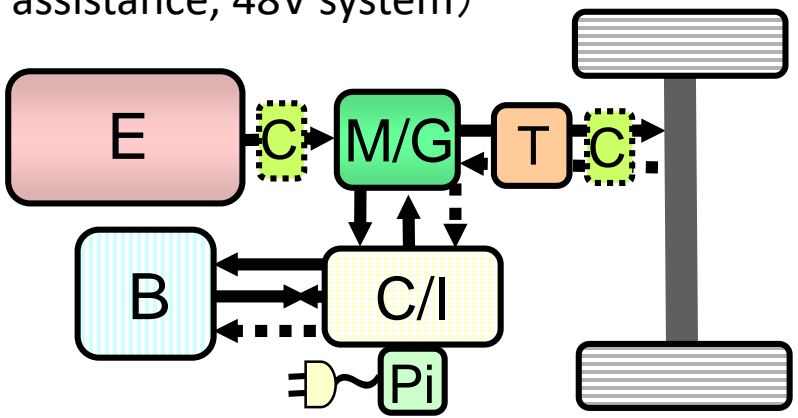 assistance, 48V system）
E
C
M/G
T
C
B
C/I
Pi